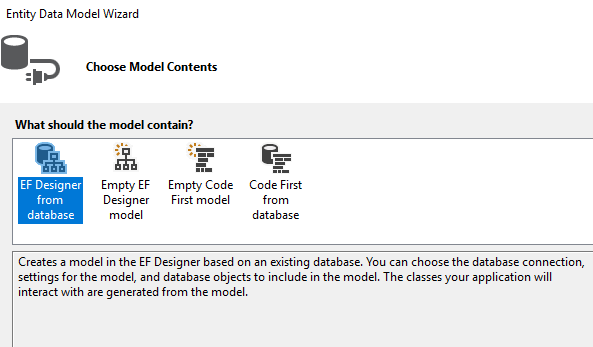 Entity Data Model Wizard
Choose Model Contents
What should the model contain?
EF Designer from database
Empty EF Designer model
Empty Code First model
Code First from database
Creates a model in the EF Designer based on an existing database. You can choose the database connection,
settings for the model, and database objects to include in the model. The classes your application will
interact with are generated from the model.